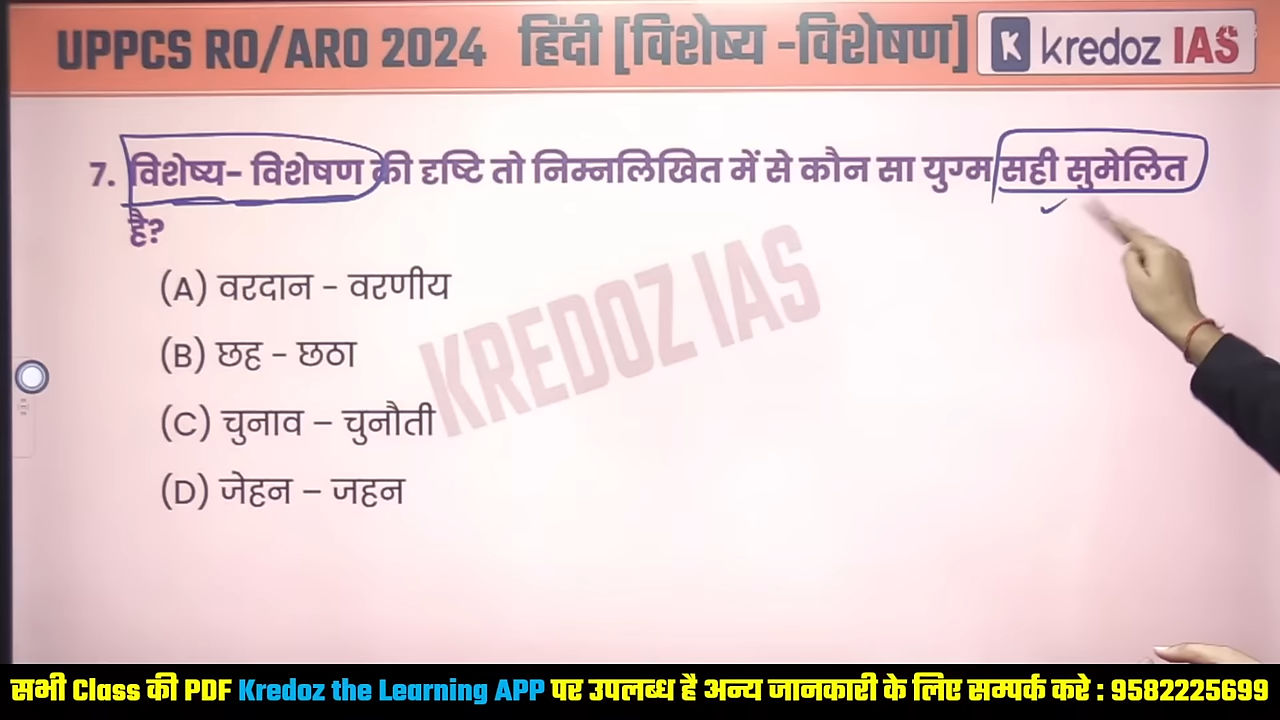 UPPCS RO/ARO 2024 हिंदी [विशेष्य -विशेषण]
K kredoz IAS
7. विशेष्य- विशेषण की दृष्टि तो निम्नलिखित में से कौन सा युग्म सही सुमेलित
है?
(A) वरदान - वरणीय
(B) छह - छठा
(C) चुनाव – चुनौती
(D) जेहन – जहन
KREDOZ IAS
सभी Class की PDF Kredoz the Learning APP पर उपलब्ध है अन्य जानकारी के लिए सम्पर्क करे : 9582225699